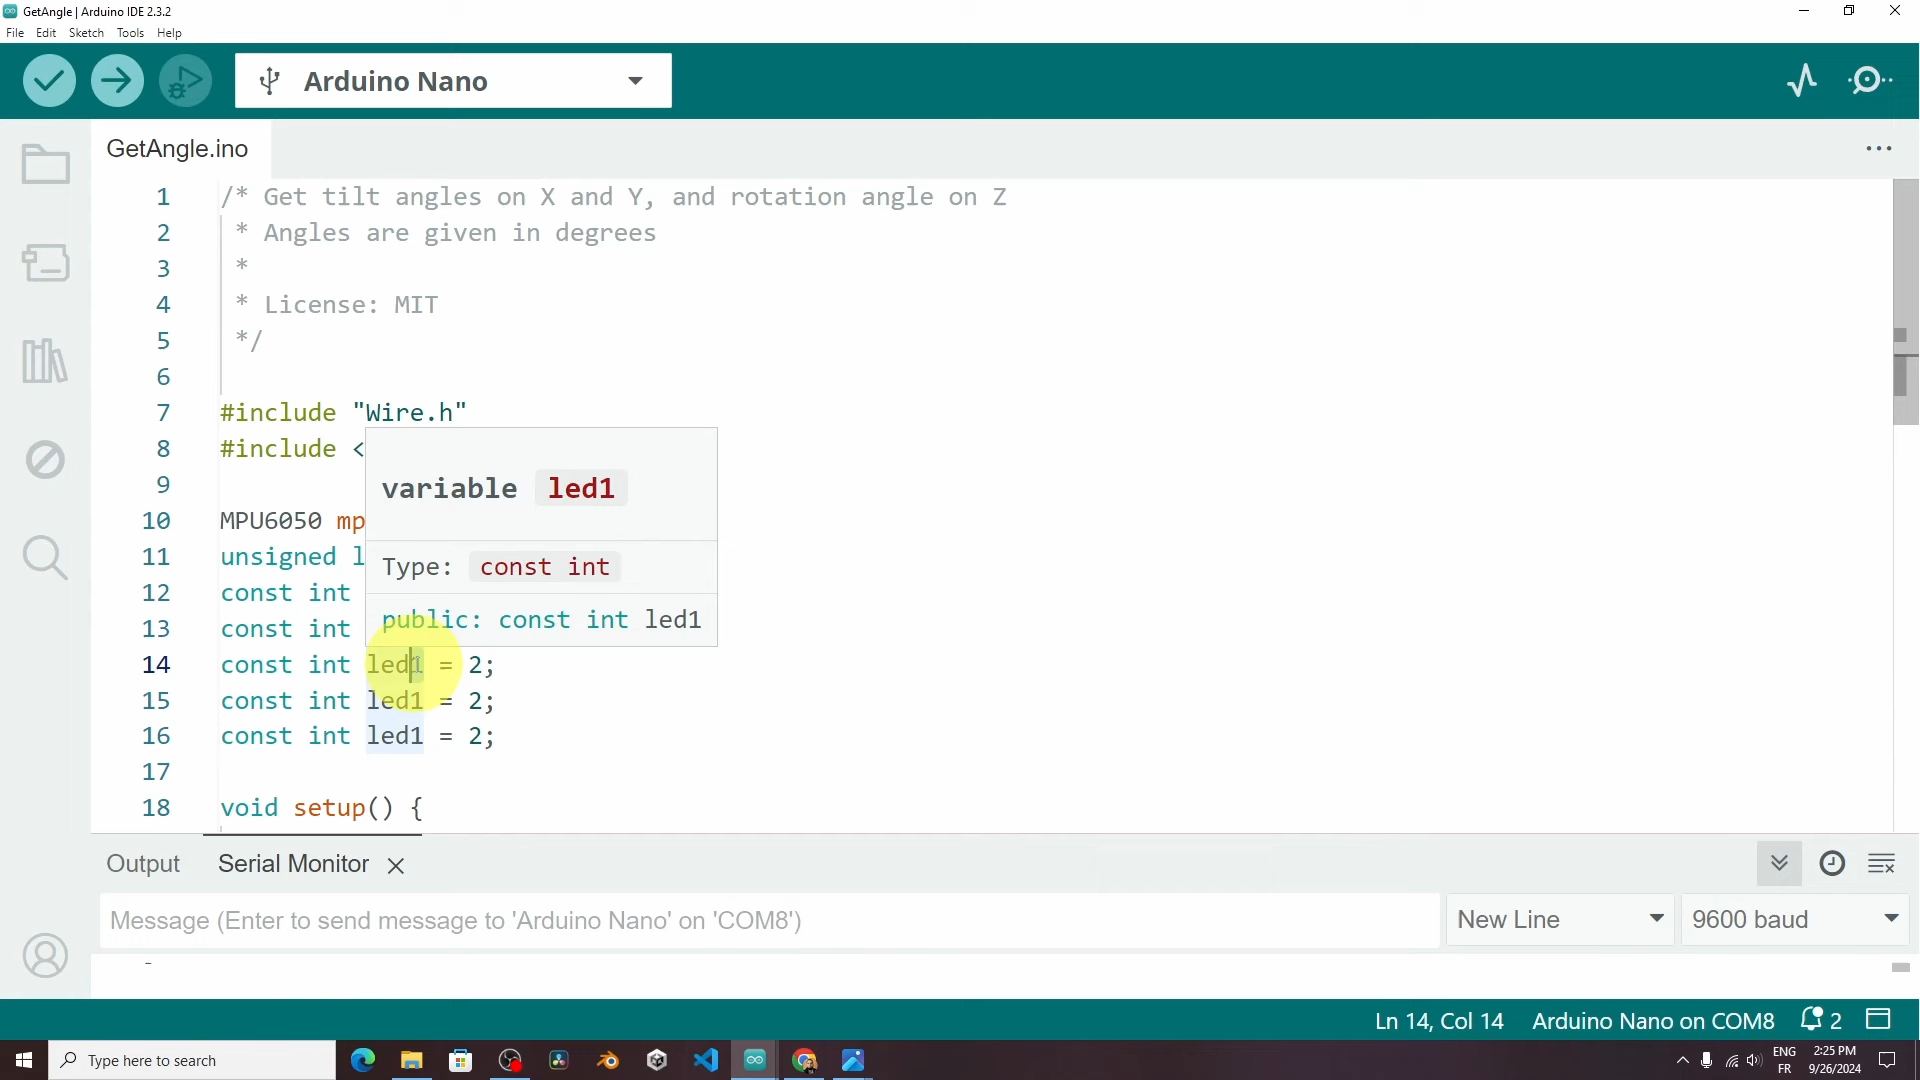 GetAngle | Arduino IDE 2.3.2
File Edit Sketch Tools Help
Arduino Nano
GetAngle.ino
1 /* Get tilt angles on X and Y, and rotation angle on Z
2 * Angles are given in degrees
3 *
4 * License: MIT
5 */
6
7 #include "Wire.h"
8 #include <
9
10 MPU6050 mp
11 unsigned l
12 const int
13 const int
variable led1
Type: const int
public: const int led1
14 const int led1 = 2;
15 const int led1 = 2;
16 const int led1 = 2;
17
18 void setup() {
Output Serial Monitor
Message (Enter to send message to 'Arduino Nano' on 'COM8')
New Line 9600 baud
Ln 14, Col 14 Arduino Nano on COM8 2
Type here to search
ENG
FR
2:25 PM
9/26/2024